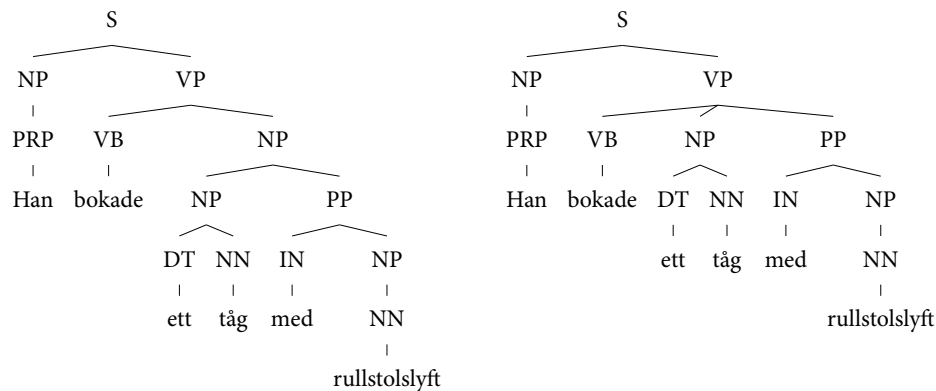 S S
NP VP NP VP
PRP VB NP PRP VB NP PP
Han bokade NP PP Han bokade DT NN IN NP
DT NN IN NP ett tåg med NN
ett tåg med NN rullstolslyft
rullstolslyft